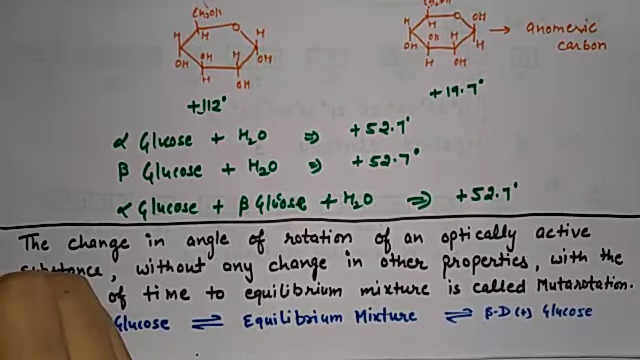 CH2OH
CH2OH
H
O
H
H
O
OH
H
H
H
OH
OH
OH
OH
H
H
OH
H
OH
→ anomeric
carbon
+112°
+19.7°
α Glucose + H2O ⇒ +52.7°
β Glucose + H2O ⇒ +52.7°
α Glucose + β Glucose + H2O ⇒ +52.7°
The change in angle of rotation of an optically active
substance, without any change in other properties, with the
of time to equilibrium mixture is called Mutarotation.
Glucose ⇌ Equilibrium Mixture ⇌ β-D(+) Glucose